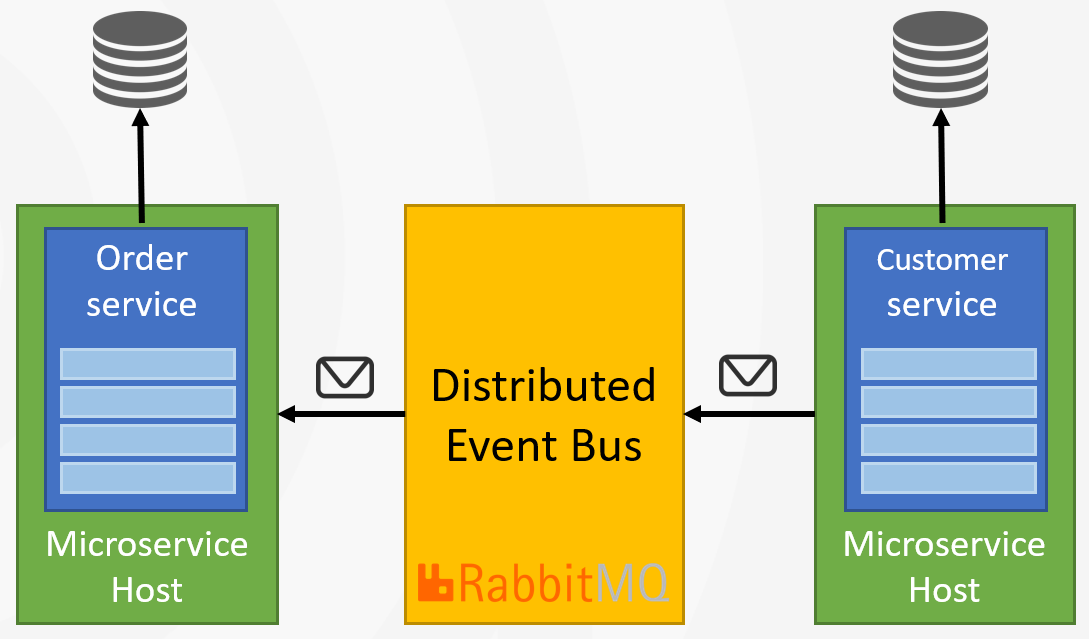 Order
service
Microservice
Host
Distributed
Event Bus
RabbitMQ
Customer
service
Microservice
Host